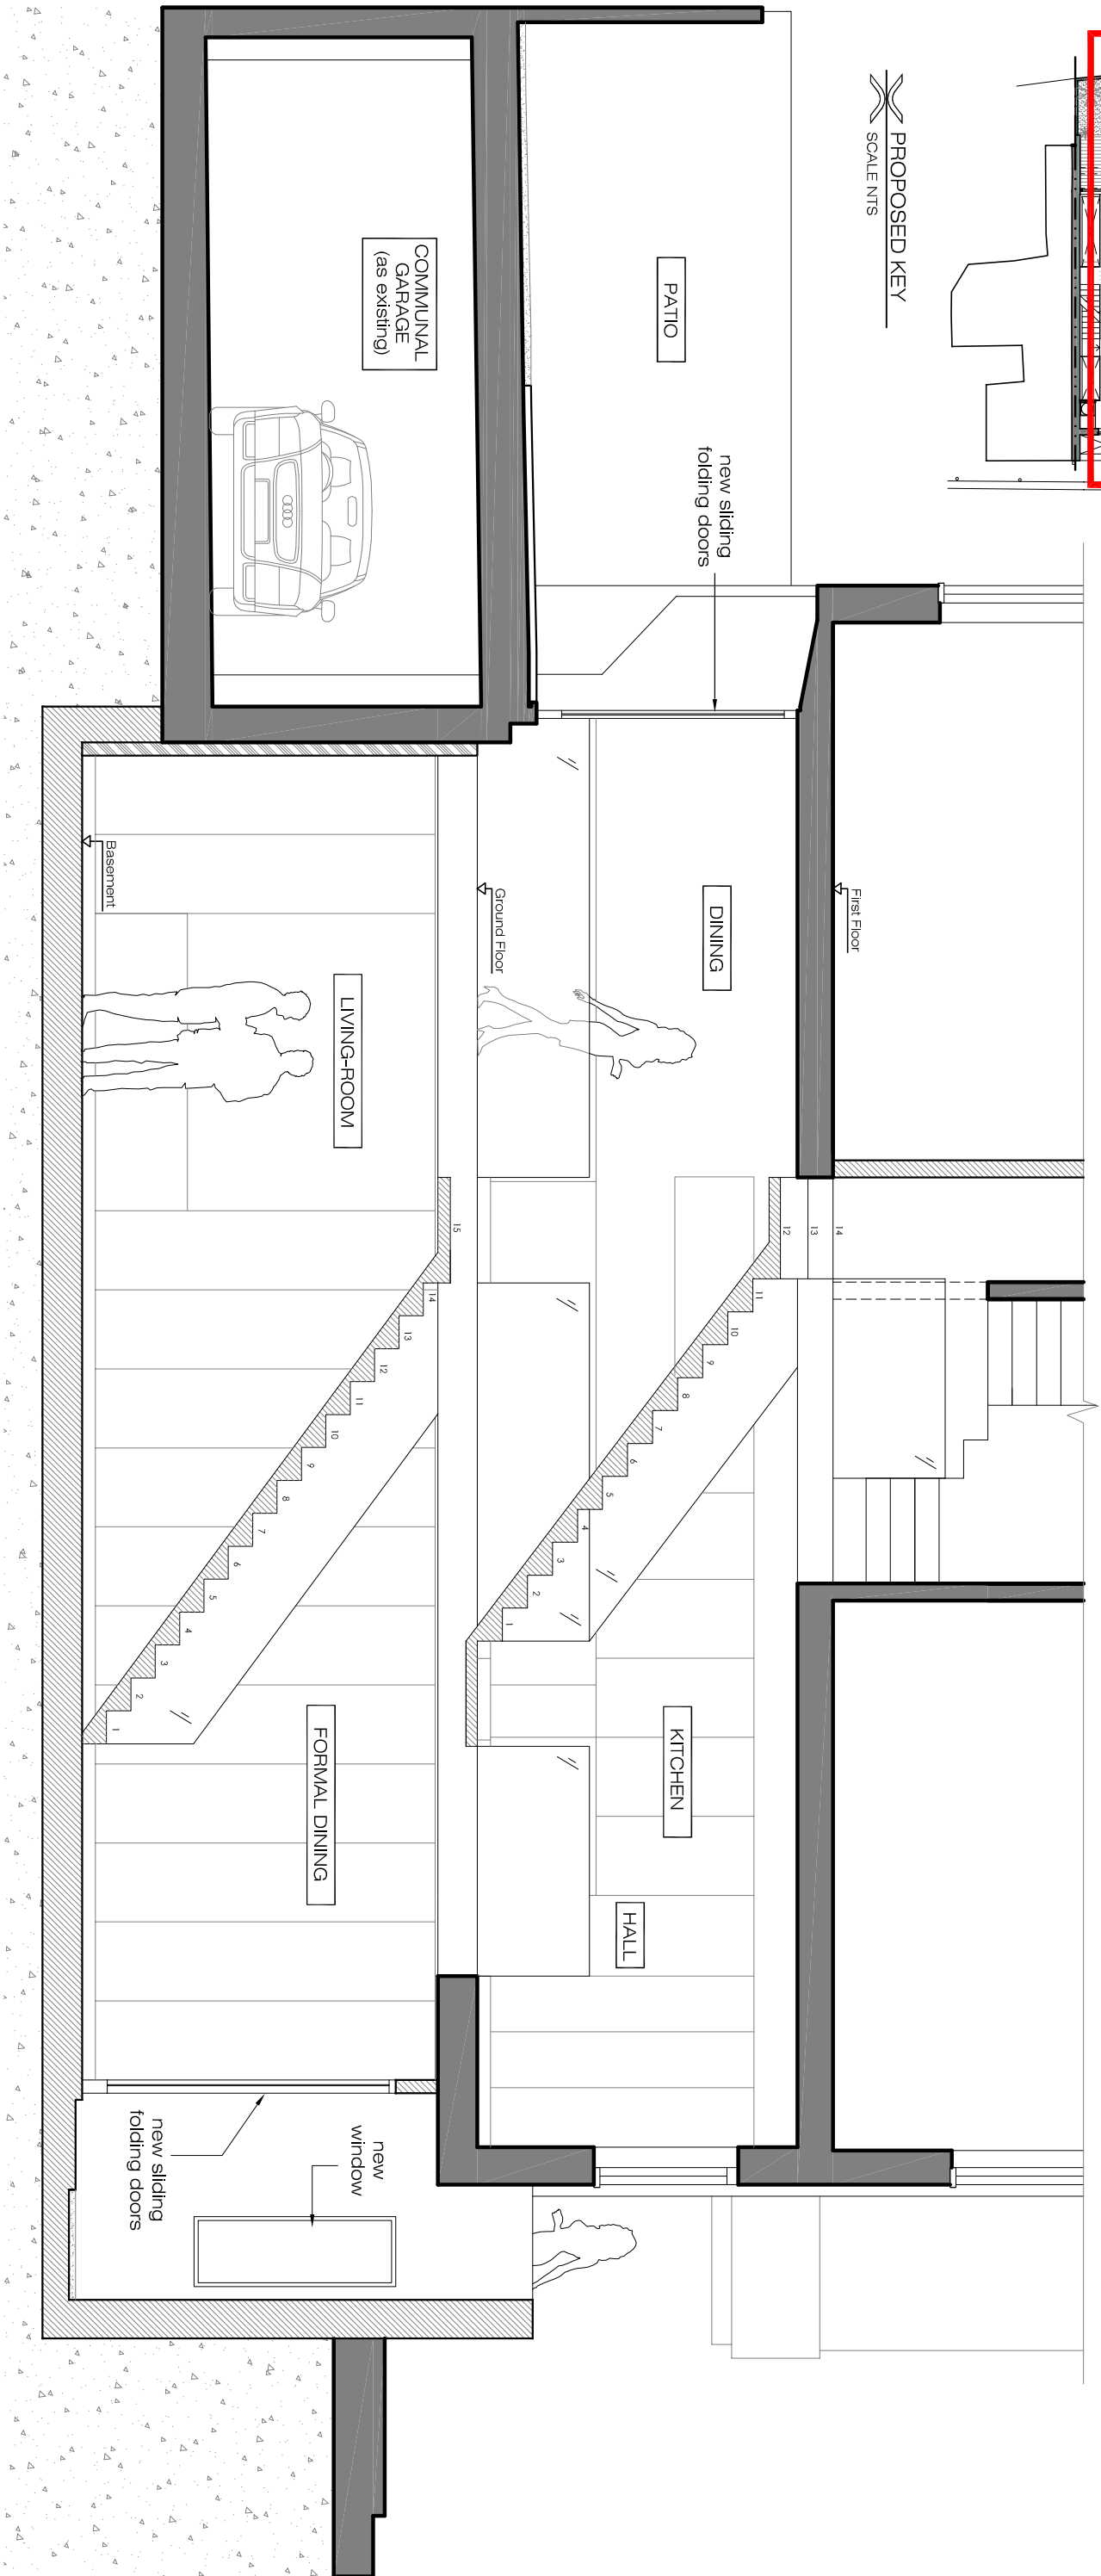 PROPOSED KEY
SCALE NTS
First Floor
14
13
12
11
10
9
8
7
6
5
4
3
2
1
PATIO
new sliding
folding doors
DINING
KITCHEN
HALL
Ground Floor
COMMUNAL
GARAGE
(as existing)
LIVING-ROOM
FORMAL DINING
15
14
13
12
11
10
9
8
7
6
5
4
3
2
1
new
window
new sliding
folding doors
Basement